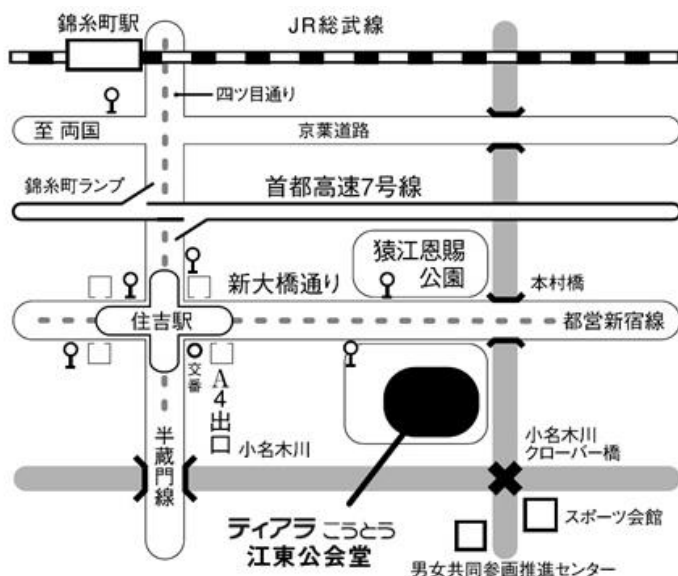 錦糸町駅
JR総武線
四ツ目通り
至 両国
京葉道路
錦糸町ランプ
首都高速7号線
猿江恩賜
公園
新大橋通り
本村橋
住吉駅
都営新宿線
交番
A4出口
半蔵門線
小名木川
小名木川
クローバー橋
ティアラ こうとう
江東公会堂
スポーツ会館
男女共同参画推進センター